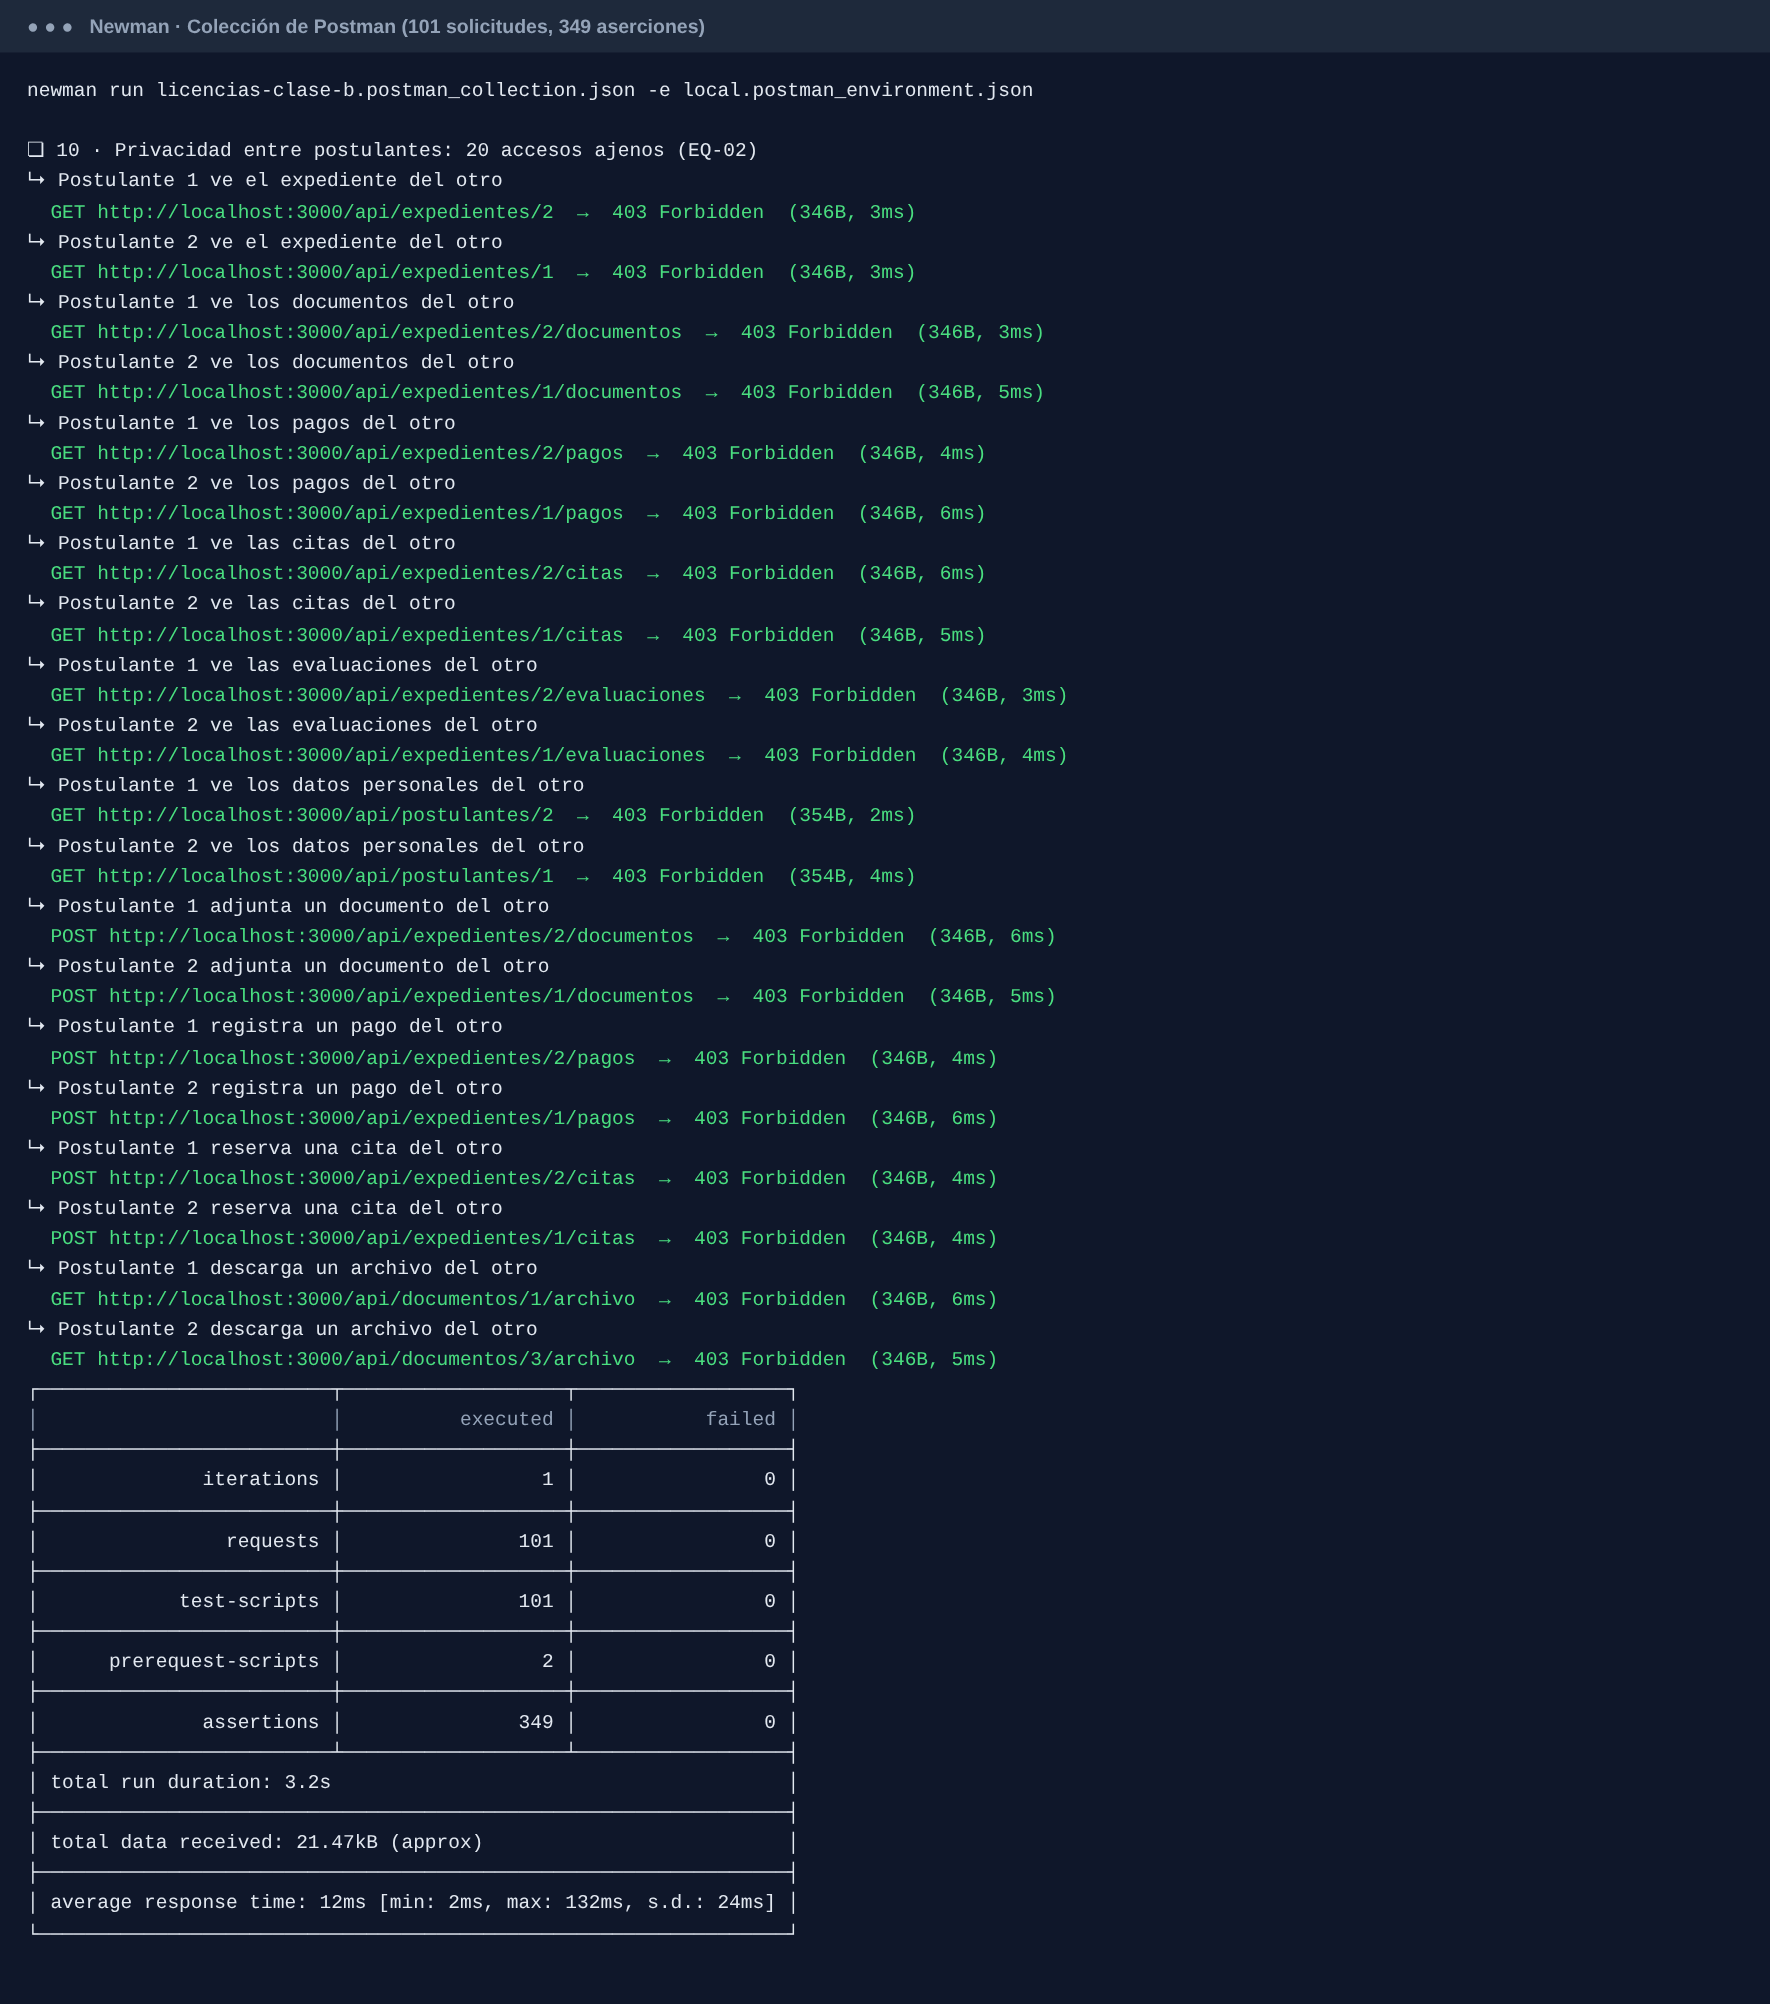 ● ● ● Newman · Colección de Postman (101 solicitudes, 349 aserciones)
newman run licencias-clase-b.postman_collection.json -e local.postman_environment.json
❏ 10 · Privacidad entre postulantes: 20 accesos ajenos (EQ-02)
↳ Postulante 1 ve el expediente del otro
GET http://localhost:3000/api/expedientes/2 → 403 Forbidden (346B, 3ms)
↳ Postulante 2 ve el expediente del otro
GET http://localhost:3000/api/expedientes/1 → 403 Forbidden (346B, 3ms)
↳ Postulante 1 ve los documentos del otro
GET http://localhost:3000/api/expedientes/2/documentos → 403 Forbidden (346B, 3ms)
↳ Postulante 2 ve los documentos del otro
GET http://localhost:3000/api/expedientes/1/documentos → 403 Forbidden (346B, 5ms)
↳ Postulante 1 ve los pagos del otro
GET http://localhost:3000/api/expedientes/2/pagos → 403 Forbidden (346B, 4ms)
↳ Postulante 2 ve los pagos del otro
GET http://localhost:3000/api/expedientes/1/pagos → 403 Forbidden (346B, 6ms)
↳ Postulante 1 ve las citas del otro
GET http://localhost:3000/api/expedientes/2/citas → 403 Forbidden (346B, 6ms)
↳ Postulante 2 ve las citas del otro
GET http://localhost:3000/api/expedientes/1/citas → 403 Forbidden (346B, 5ms)
↳ Postulante 1 ve las evaluaciones del otro
GET http://localhost:3000/api/expedientes/2/evaluaciones → 403 Forbidden (346B, 3ms)
↳ Postulante 2 ve las evaluaciones del otro
GET http://localhost:3000/api/expedientes/1/evaluaciones → 403 Forbidden (346B, 4ms)
↳ Postulante 1 ve los datos personales del otro
GET http://localhost:3000/api/postulantes/2 → 403 Forbidden (354B, 2ms)
↳ Postulante 2 ve los datos personales del otro
GET http://localhost:3000/api/postulantes/1 → 403 Forbidden (354B, 4ms)
↳ Postulante 1 adjunta un documento del otro
POST http://localhost:3000/api/expedientes/2/documentos → 403 Forbidden (346B, 6ms)
↳ Postulante 2 adjunta un documento del otro
POST http://localhost:3000/api/expedientes/1/documentos → 403 Forbidden (346B, 5ms)
↳ Postulante 1 registra un pago del otro
POST http://localhost:3000/api/expedientes/2/pagos → 403 Forbidden (346B, 4ms)
↳ Postulante 2 registra un pago del otro
POST http://localhost:3000/api/expedientes/1/pagos → 403 Forbidden (346B, 6ms)
↳ Postulante 1 reserva una cita del otro
POST http://localhost:3000/api/expedientes/2/citas → 403 Forbidden (346B, 4ms)
↳ Postulante 2 reserva una cita del otro
POST http://localhost:3000/api/expedientes/1/citas → 403 Forbidden (346B, 4ms)
↳ Postulante 1 descarga un archivo del otro
GET http://localhost:3000/api/documentos/1/archivo → 403 Forbidden (346B, 6ms)
↳ Postulante 2 descarga un archivo del otro
GET http://localhost:3000/api/documentos/3/archivo → 403 Forbidden (346B, 5ms)
executed failed
iterations 1 0
requests 101 0
test-scripts 101 0
prerequest-scripts 2 0
assertions 349 0
total run duration: 3.2s
total data received: 21.47kB (approx)
average response time: 12ms [min: 2ms, max: 132ms, s.d.: 24ms]